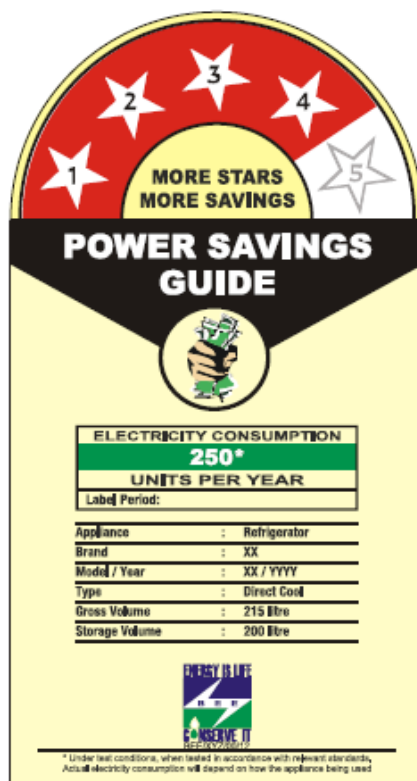 1 2 3 4 5
MORE STARS
MORE SAVINGS
POWER SAVINGS
GUIDE
ELECTRICITY CONSUMPTION
250*
UNITS PER YEAR
Label Period:
Appliance : Refrigerator
Brand : XX
Model / Year : XX / YYYY
Type : Direct Cool
Gross Volume : 215 litre
Storage Volume : 200 litre
ENERGY IS LIFE
BEE
CONSERVE IT
* Under test conditions, when tested in accordance with relevant standards,
Actual electricity consumption will depend on how the appliance being used